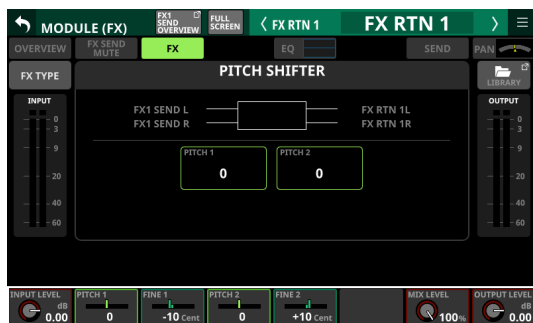 MODULE (FX)
FX1 SEND OVERVIEW
FULL SCREEN
FX RTN 1
FX RTN 1
OVERVIEW
FX SEND MUTE
FX
EQ
SEND
PAN
FX TYPE
PITCH SHIFTER
LIBRARY
INPUT
OUTPUT
0
3
9
20
40
60
FX1 SEND L
FX RTN 1L
FX1 SEND R
FX RTN 1R
PITCH 1
0
PITCH 2
0
0
3
9
20
40
60
INPUT LEVEL
dB
0.00
PITCH 1
0
FINE 1
-10 Cent
PITCH 2
0
FINE 2
+10 Cent
MIX LEVEL
100%
OUTPUT LEVEL
dB
0.00